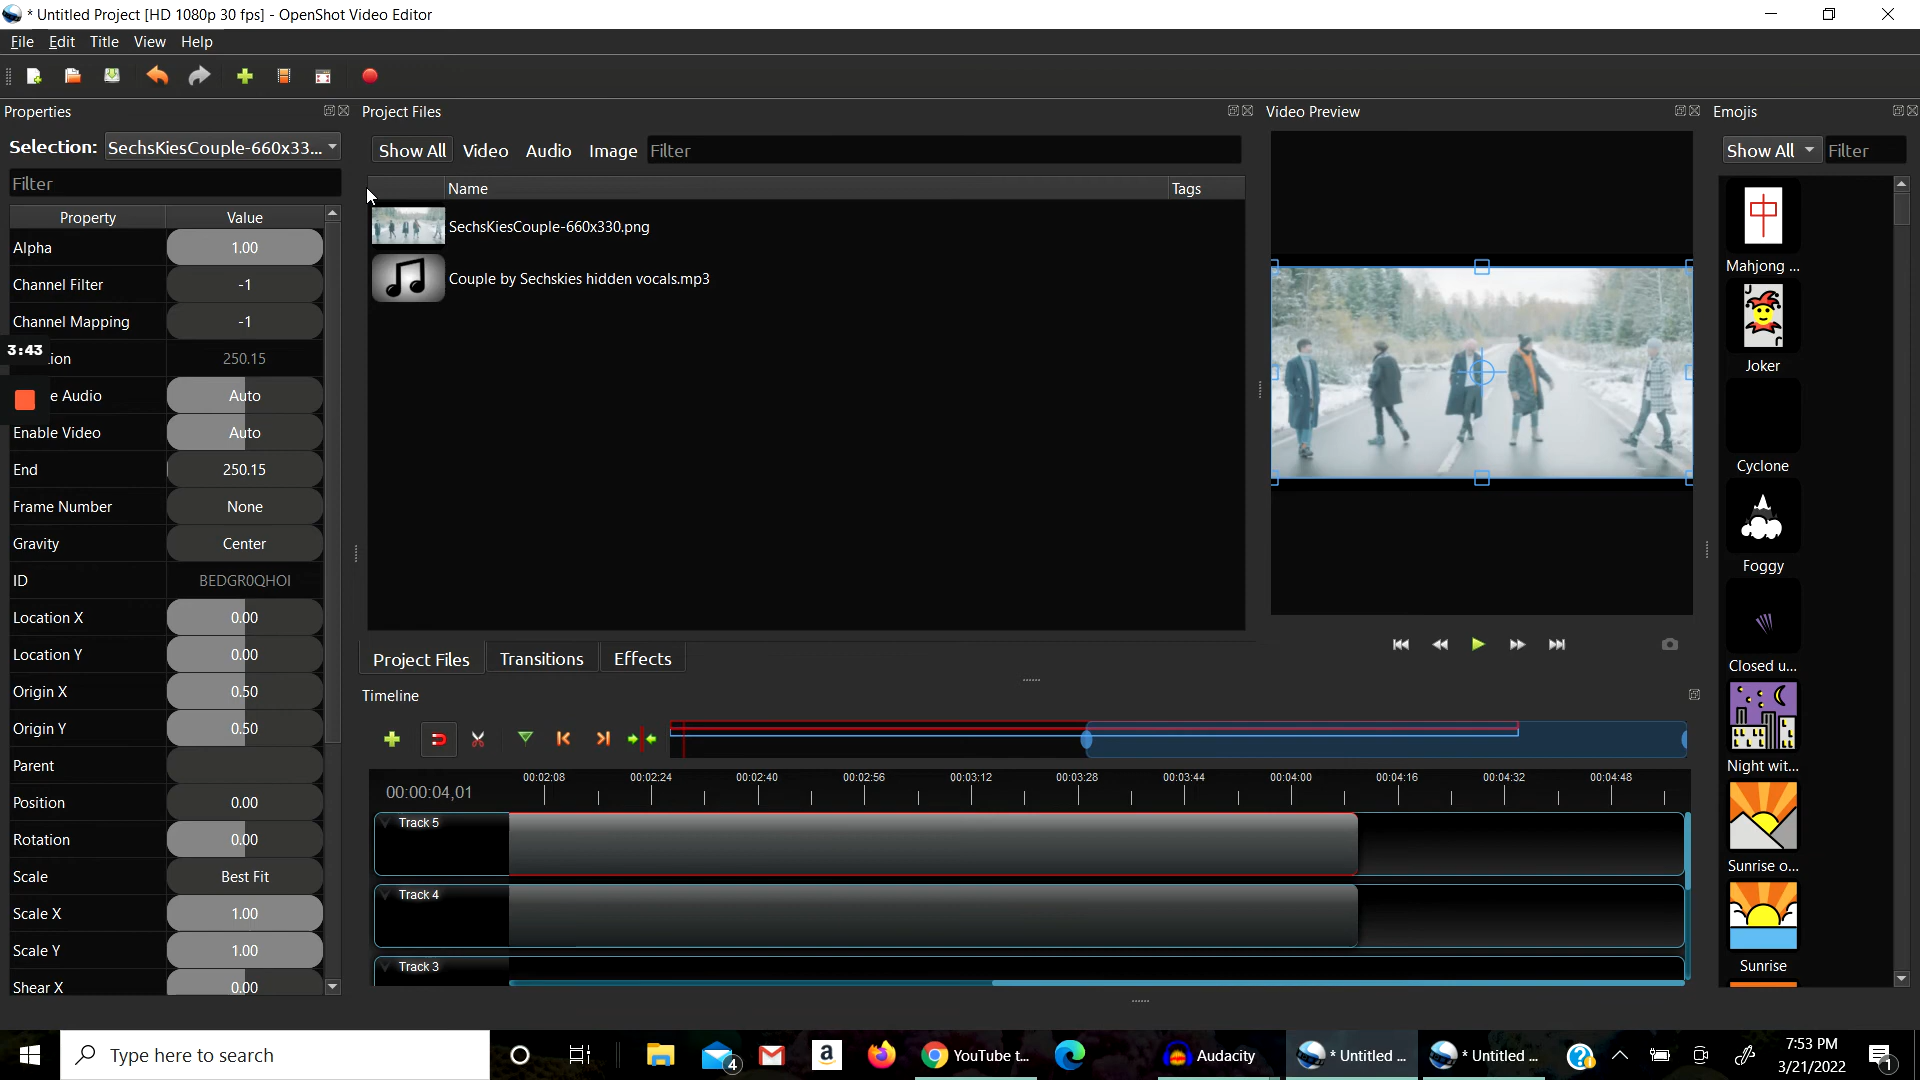 * Untitled Project [HD 1080p 30 fps] - OpenShot Video Editor
File Edit Title View Help
Properties
Selection: SechsKiesCouple-660x33...
Filter
Property Value
Alpha 1.00
Channel Filter -1
Channel Mapping -1
3:43
ion 250.15
e Audio Auto
Enable Video Auto
End 250.15
Frame Number None
Gravity Center
ID BEDGR0QHOI
Location X 0.00
Location Y 0.00
Origin X 0.50
Origin Y 0.50
Parent
Position 0.00
Rotation 0.00
Scale Best Fit
Scale X 1.00
Scale Y 1.00
Shear X 0.00
Project Files
Show All Video Audio Image Filter
Name Tags
SechsKiesCouple-660x330.png
Couple by Sechskies hidden vocals.mp3
Project Files Transitions Effects
Video Preview
Emojis
Show All Filter
中
Mahjong ...
J
J
Joker
Cyclone
Foggy
Closed u...
Night wit...
Sunrise o...
Sunrise
Timeline
00:00:04,01
00:02:08 00:02:24 00:02:40 00:02:56 00:03:12 00:03:28 00:03:44 00:04:00 00:04:16 00:04:32 00:04:48
Track 5
Track 4
Track 3
Type here to search
4
a
YouTube t...
Audacity
* Untitled ...
* Untitled ...
?
7:53 PM
3/21/2022
1